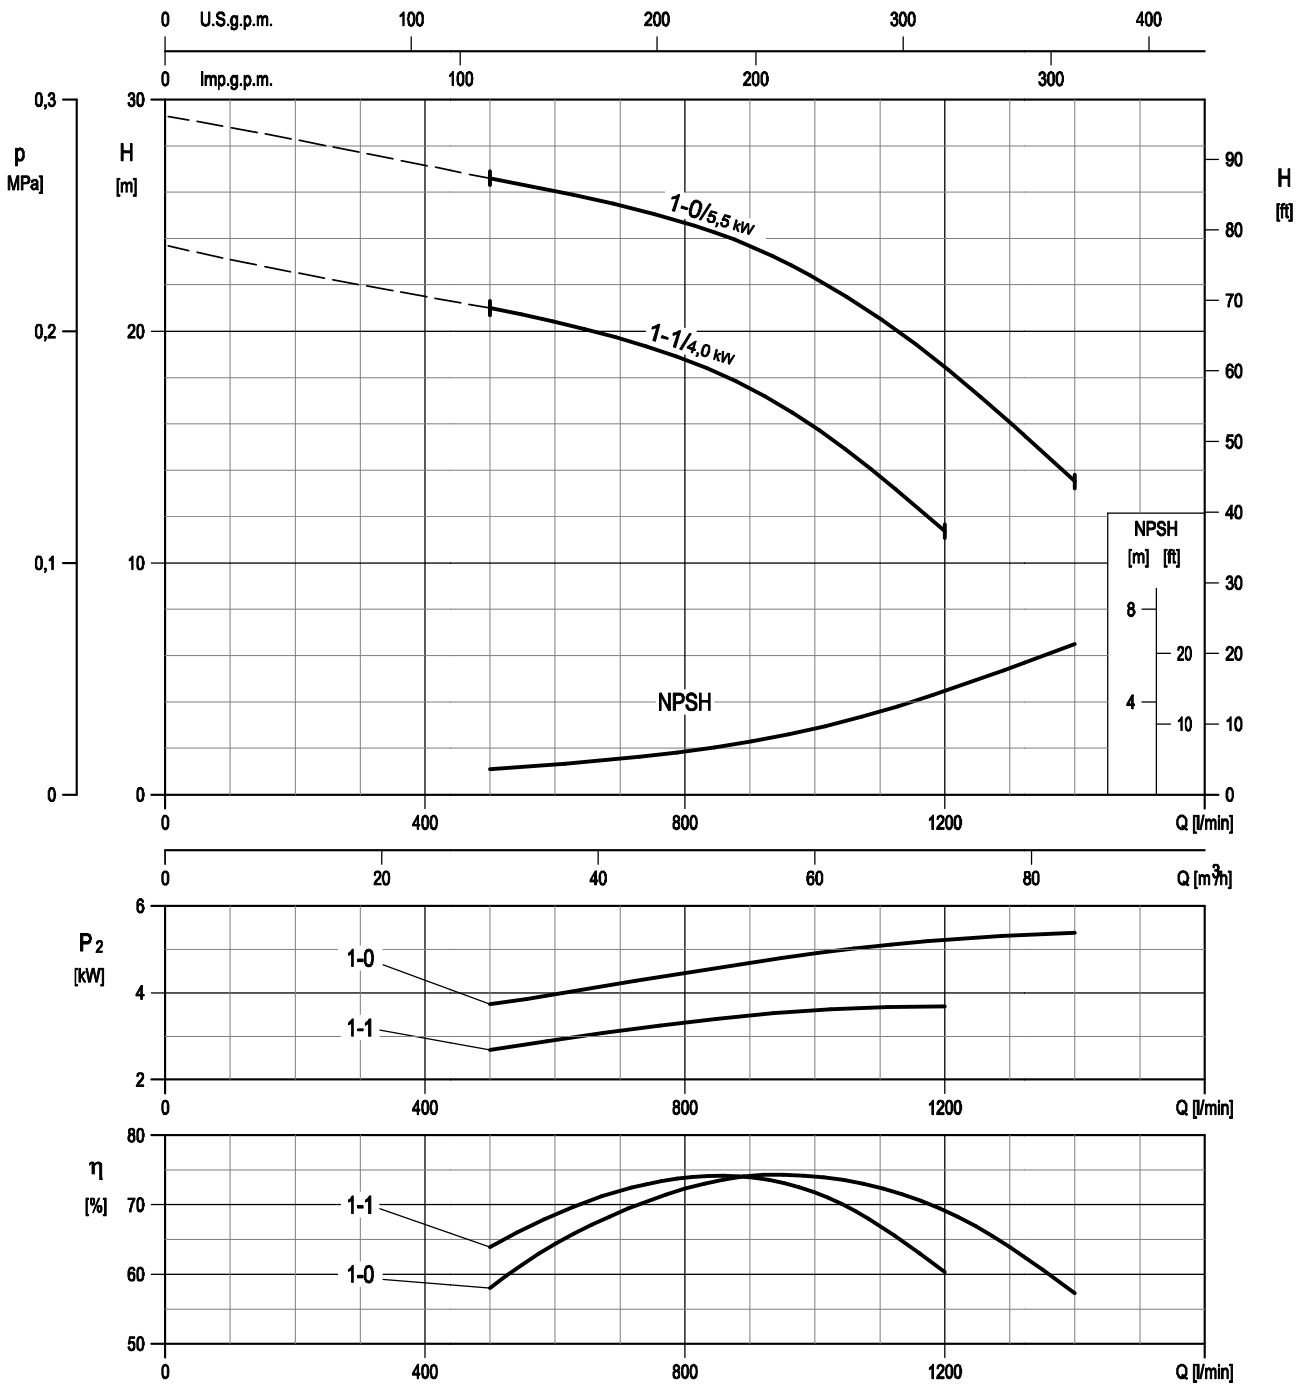 0 U.S.g.p.m. 100 200 300 400
0 Imp.g.p.m. 100 200 300
0,3 30
p H 90 H
MPa] [m] [ft]
80
1-0/5,5 kW
70
0,2 20
1-1/4,0 kW
60
50
40
NPSH
[m] [ft]
0,1 10
30
8
20 20
NPSH 4
10 10
0 0 0
0 400 800 1200 Q [l/min]
0 20 40 60 80 Q [m³/h]
6
P2
[kW]
1-0
4
1-1
2
0 400 800 1200 Q [l/min]
80
η
[%]
1-1
70
1-0
60
50
0 400 800 1200 Q [l/min]